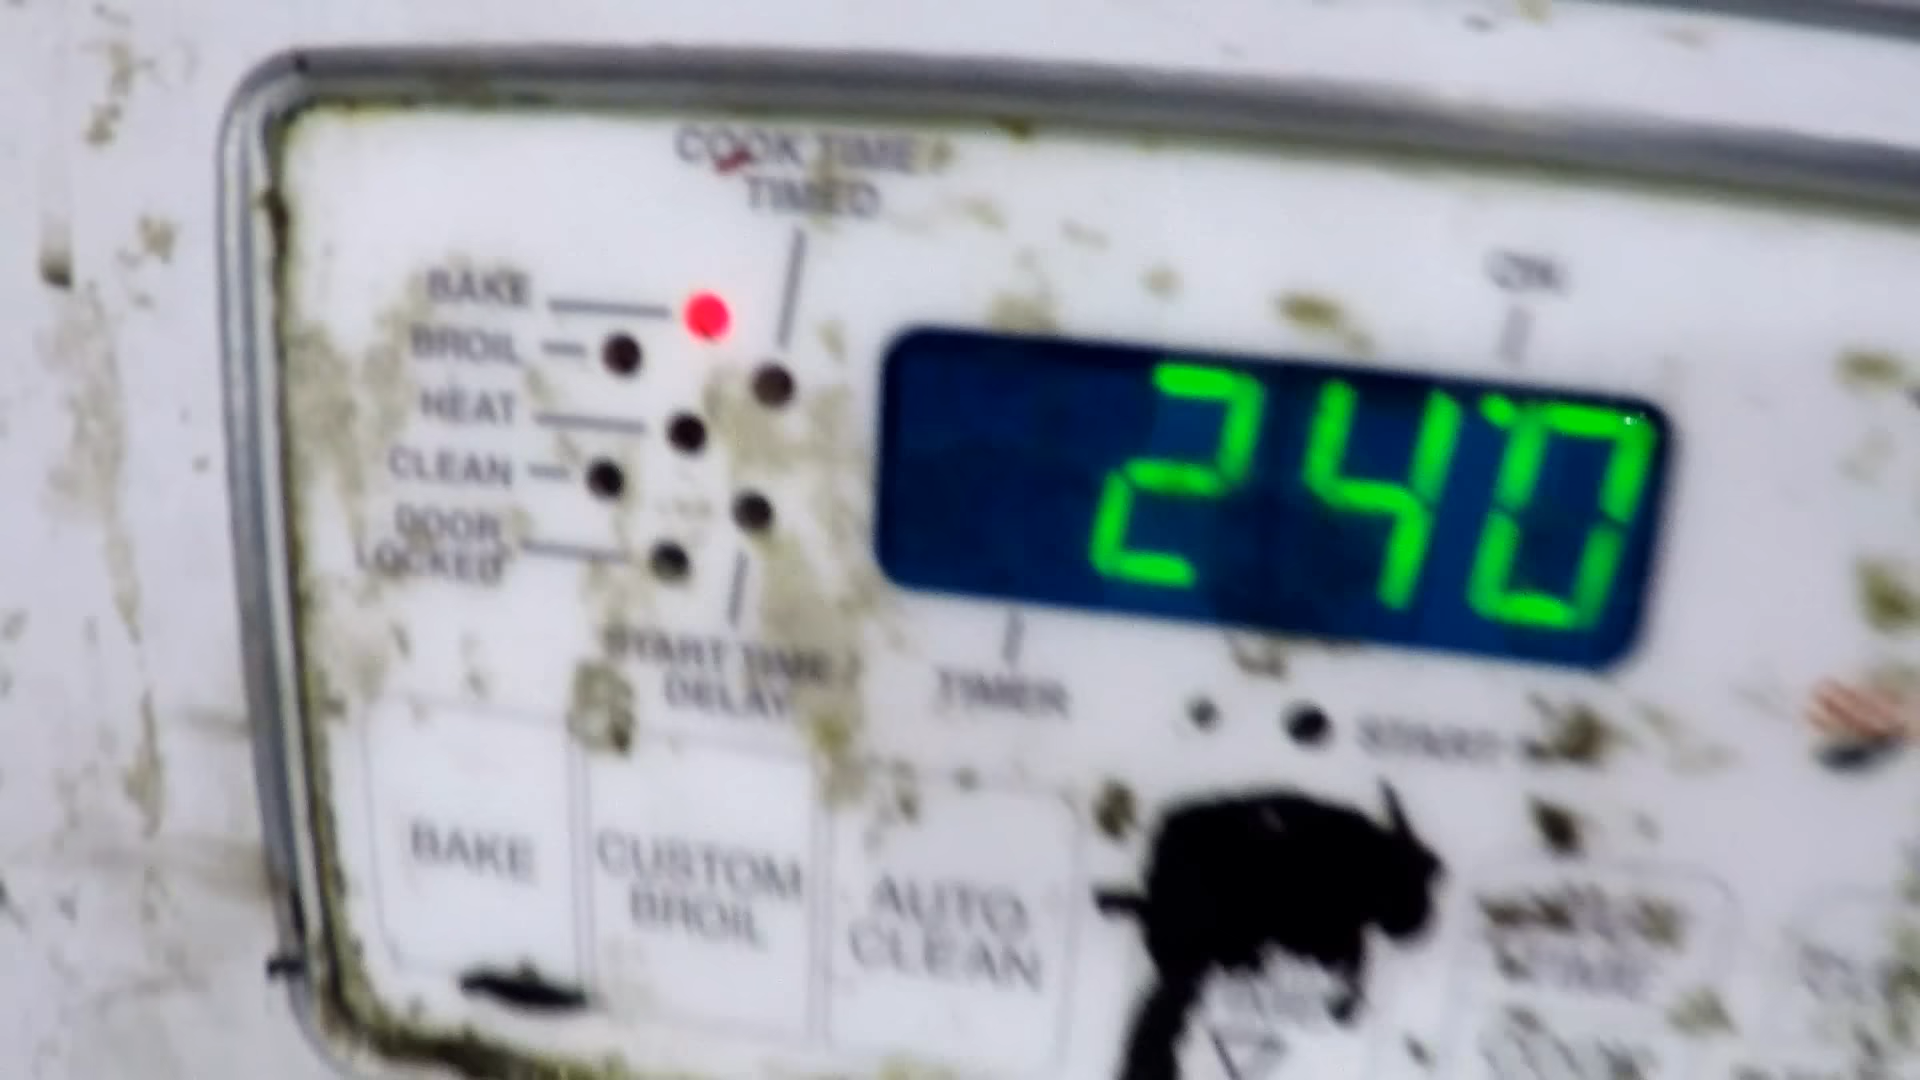 COOK TIME /
TIMED
BAKE
BROIL
HEAT
CLEAN
DOOR
LOCKED
240
START TIME /
DELAY
TIMER
START
BAKE
CUSTOM
BROIL
AUTO
CLEAN